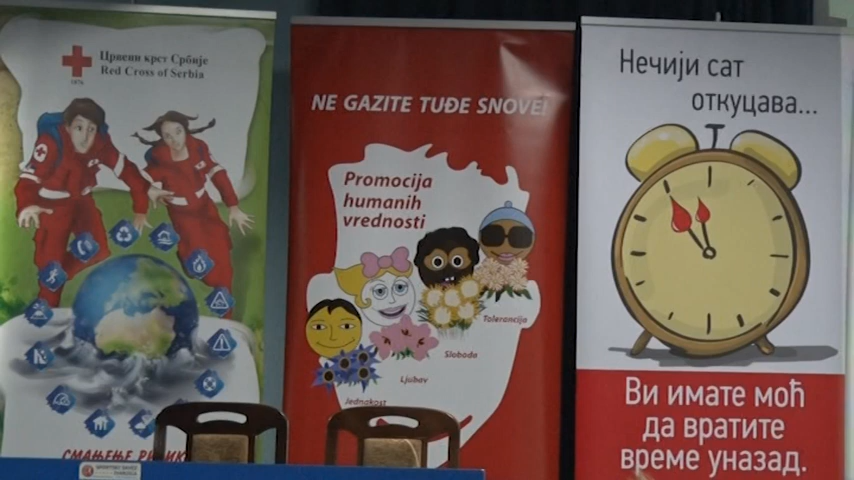 Црвени крст Србије
Red Cross of Serbia
1876
СМАЊЕЊЕ
NE GAZITE TUĐE SNOVE!
Promocija
humanih
vrednosti
Tolerancija
Sloboda
Ljubav
Jednakost
Нечији сат
откуцава...
Ви имате моћ
да вратите
време уназад.